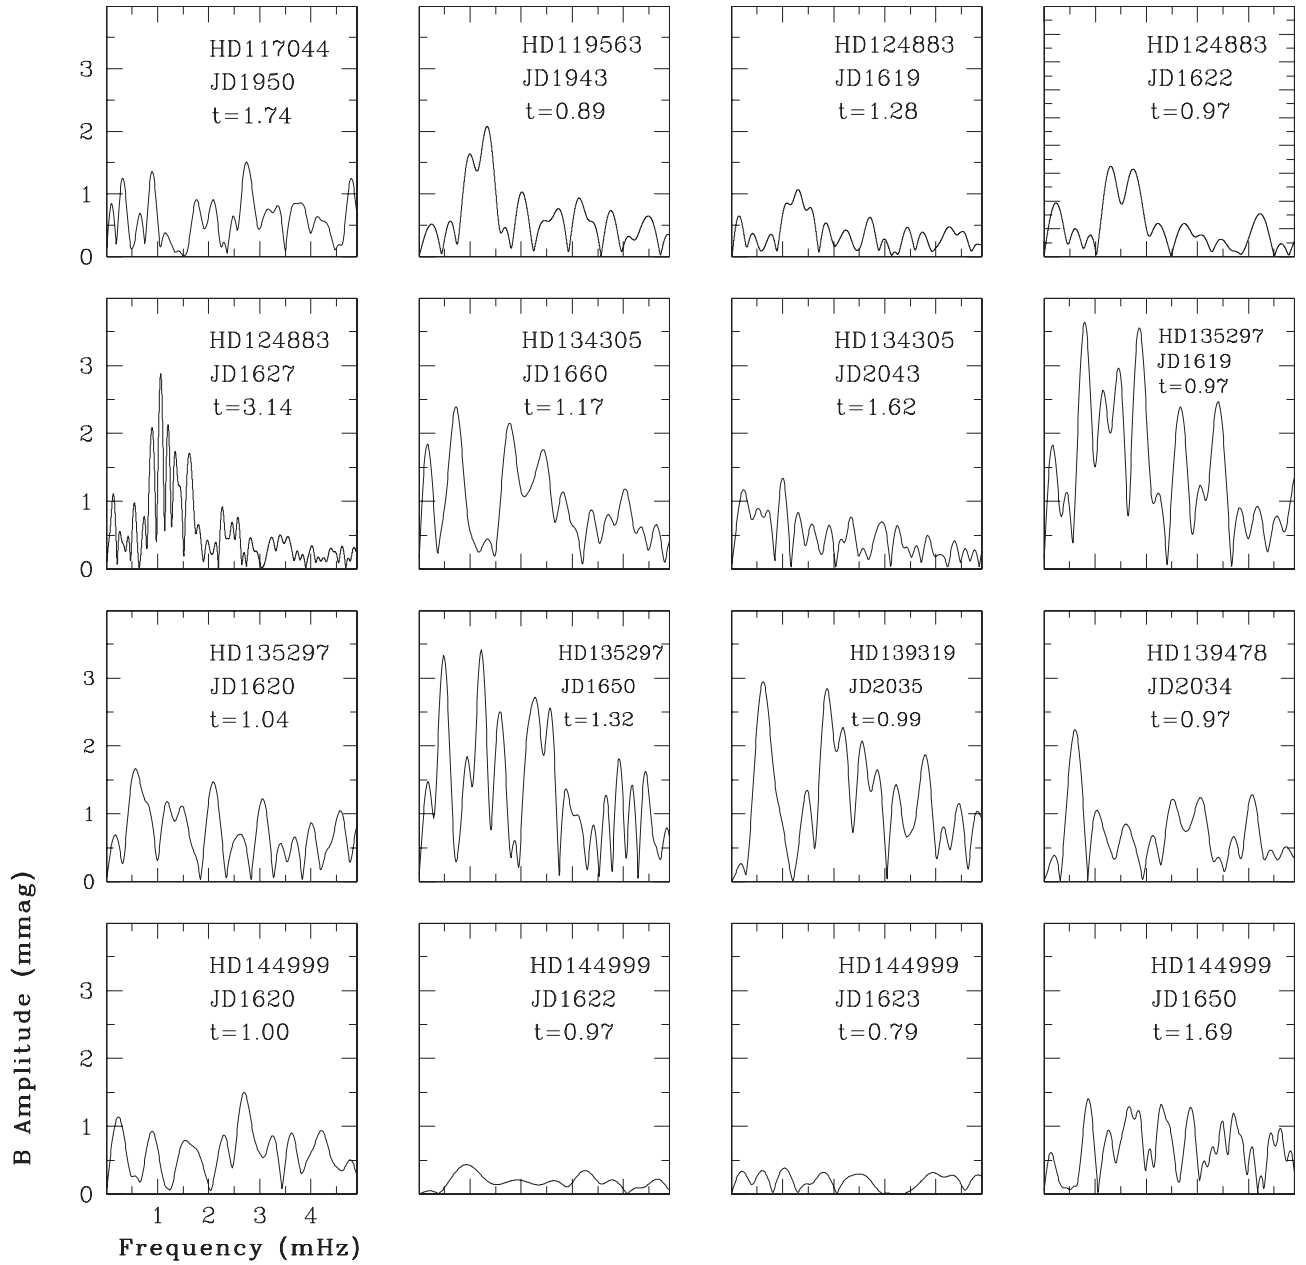 HD117044
JD1950
t=1.74
HD119563
JD1943
t=0.89
HD124883
JD1619
t=1.28
HD124883
JD1622
t=0.97
3
2
1
0
HD124883
JD1627
t=3.14
HD134305
JD1660
t=1.17
HD134305
JD2043
t=1.62
HD135297
JD1619
t=0.97
3
2
1
0
HD135297
JD1620
t=1.04
HD135297
JD1650
t=1.32
HD139319
JD2035
t=0.99
HD139478
JD2034
t=0.97
3
2
1
0
HD144999
JD1620
t=1.00
HD144999
JD1622
t=0.97
HD144999
JD1623
t=0.79
HD144999
JD1650
t=1.69
3
2
1
0
1 2 3 4
Frequency (mHz)
B Amplitude (mmag)